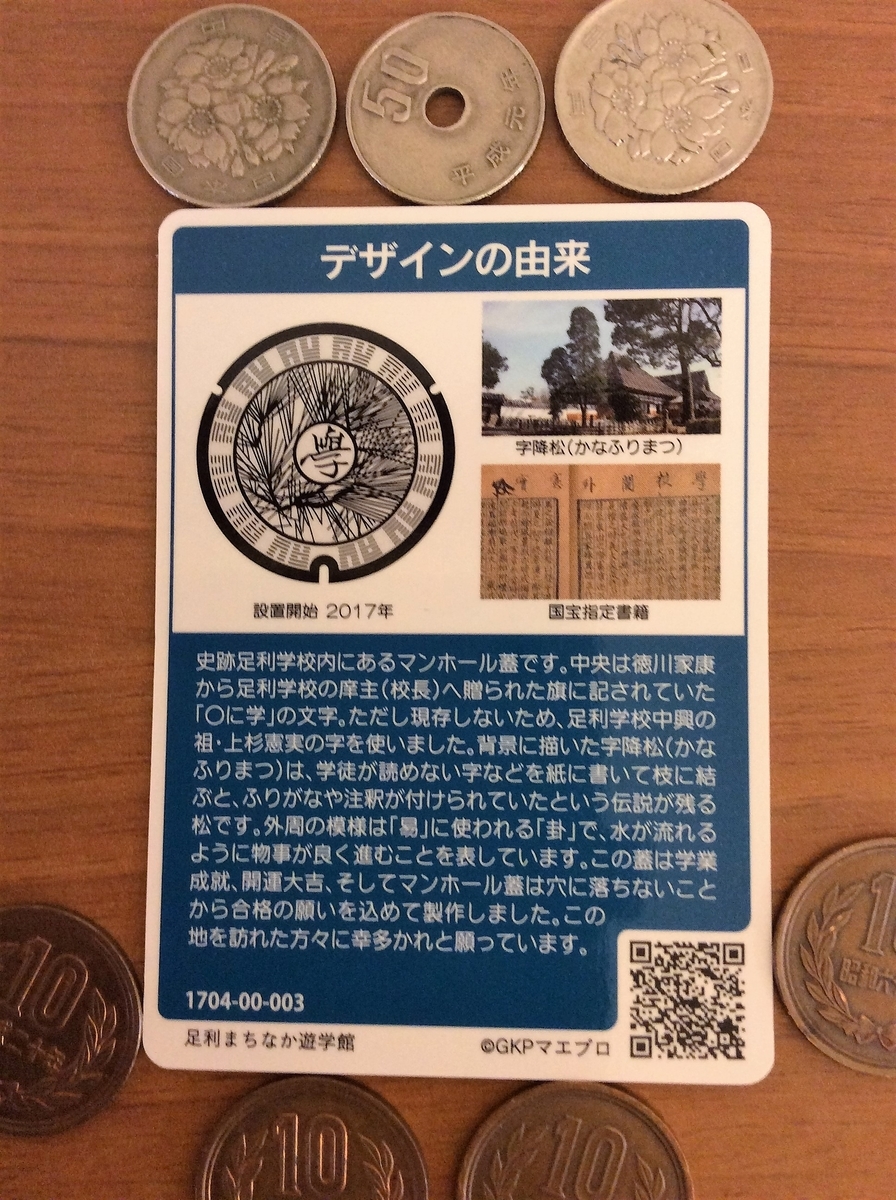 50
平成元年
デザインの由来
學
字降松(かなふりまつ)
設置開始 2017年
国宝指定書籍
史跡足利学校内にあるマンホール蓋です。中央は徳川家康
から足利学校の庠主(校長)へ贈られた旗に記されていた
「〇に学」の文字。ただし現存しないため、足利学校中興の
祖・上杉憲実の字を使いました。背景に描いた字降松(かな
ふりまつ)は、学徒が読めない字などを紙に書いて枝に結
ぶと、ふりがなや注釈が付けられていたという伝説が残る
松です。外周の模様は「易」に使われる「卦」で、水が流れる
ように物事が良く進むことを表しています。この蓋は学業
成就、開運大吉、そしてマンホール蓋は穴に落ちないこと
から合格の願いを込めて製作しました。この
地を訪れた方々に幸多かれと願っています。
1704-00-003
足利まちなか遊学館
©GKPマエプロ
10
10
10
昭和